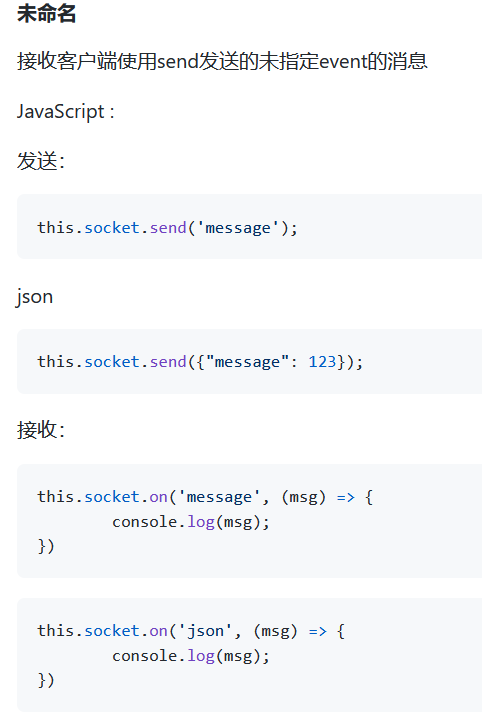 未命名
接收客户端使用send发送的未指定event的消息
JavaScript :
发送：
this.socket.send('message');
json
this.socket.send({"message": 123});
接收：
this.socket.on('message', (msg) => {
        console.log(msg);
})
this.socket.on('json', (msg) => {
        console.log(msg);
})